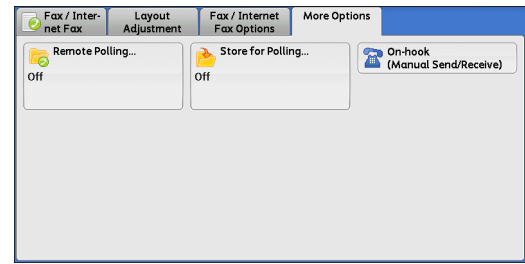 Fax / Inter-
net Fax
Layout
Adjustment
Fax / Internet
Fax Options
More Options
Remote Polling...
Off
Store for Polling...
Off
On-hook
(Manual Send/Receive)